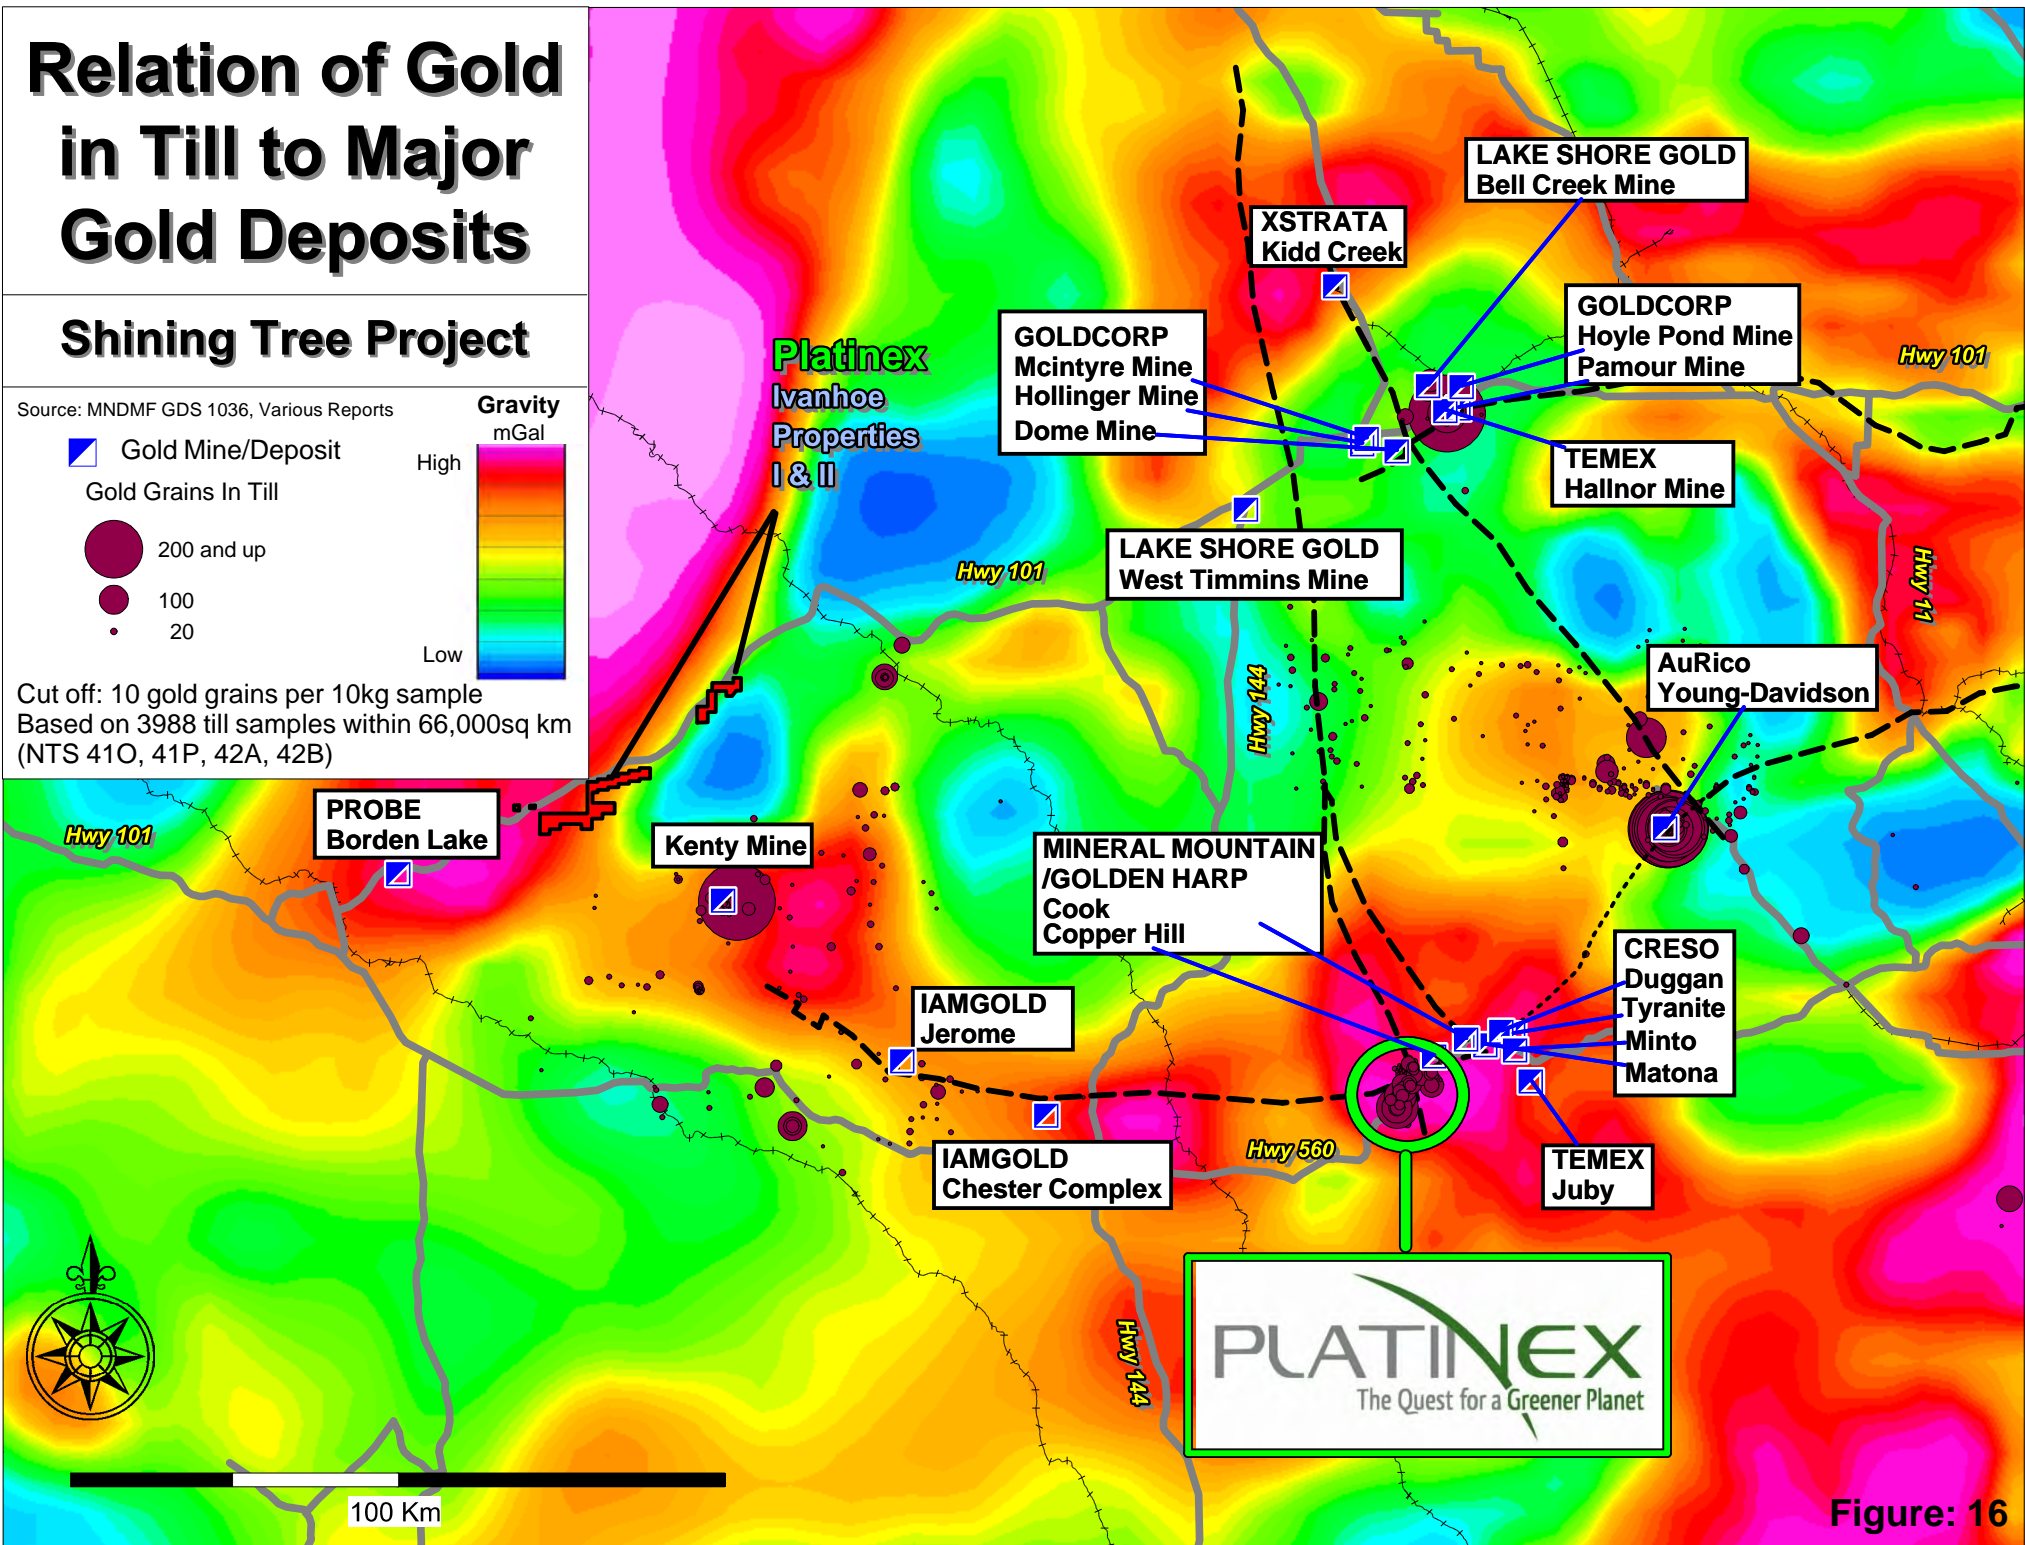 Relation of Gold
in Till to Major
Gold Deposits
Shining Tree Project
Source: MNDMF GDS 1036, Various Reports
Gold Mine/Deposit
Gold Grains In Till
200 and up
100
20
Gravity
mGal
High
Low
Cut off: 10 gold grains per 10kg sample
Based on 3988 till samples within 66,000sq km
(NTS 41O, 41P, 42A, 42B)
LAKE SHORE GOLD
Bell Creek Mine
XSTRATA
Kidd Creek
GOLDCORP
Hoyle Pond Mine
Pamour Mine
GOLDCORP
Mcintyre Mine
Hollinger Mine
Dome Mine
Hwy 101
Platinex
Ivanhoe
Properties
I & II
TEMEX
Hallnor Mine
LAKE SHORE GOLD
West Timmins Mine
Hwy 101
Hwy 11
AuRico
Young-Davidson
Hwy 144
PROBE
Borden Lake
Hwy 101
Kenty Mine
MINERAL MOUNTAIN
/GOLDEN HARP
Cook
Copper Hill
CRESO
Duggan
Tyranite
Minto
Matona
IAMGOLD
Jerome
IAMGOLD
Chester Complex
Hwy 560
TEMEX
Juby
Hwy 144
PLATINEX
The Quest for a Greener Planet
100 Km
Figure: 16